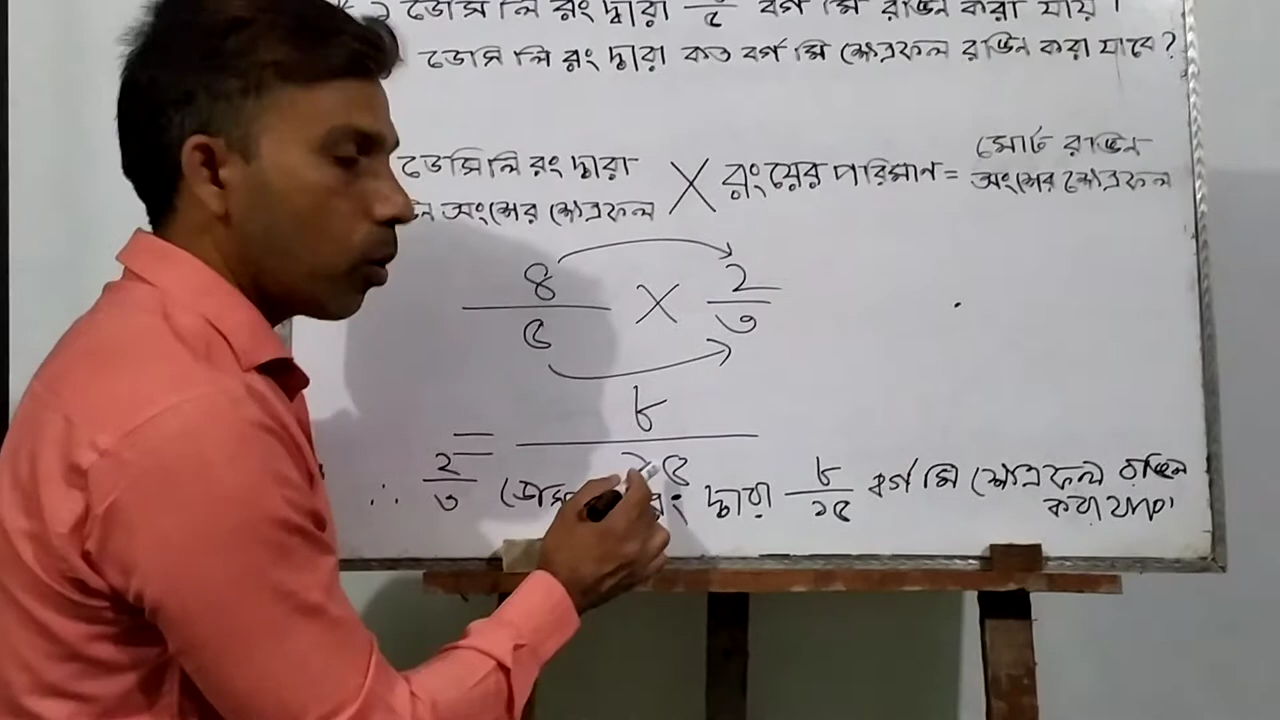 ১ ডেসি লি রং দ্বারা ৪/৫ বর্গ মি রঙিন করা যায়।
ডেসি লি রং দ্বারা কত বর্গ মি ক্ষেত্রফল রঙিন করা যাবে?
ডেসি লি রং দ্বারা
অংশের ক্ষেত্রফল × রংয়ের পরিমান = মোট রঙিন
অংশের ক্ষেত্রফল
৪/৫ × ২/৩
= ৮/১৫
∴ ২/৩ রং দ্বারা ৮/১৫ বর্গ মি ক্ষেত্রফল রঙিন
করা যায়।